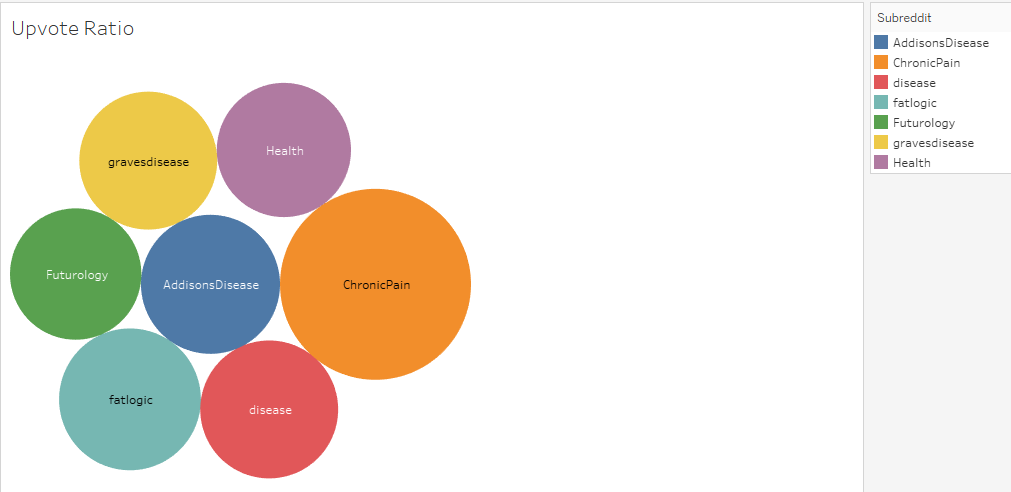 Upvote Ratio
gravesdisease
Health
Futurology
AddisonsDisease
ChronicPain
fatlogic
disease
Subreddit
AddisonsDisease
ChronicPain
disease
fatlogic
Futurology
gravesdisease
Health